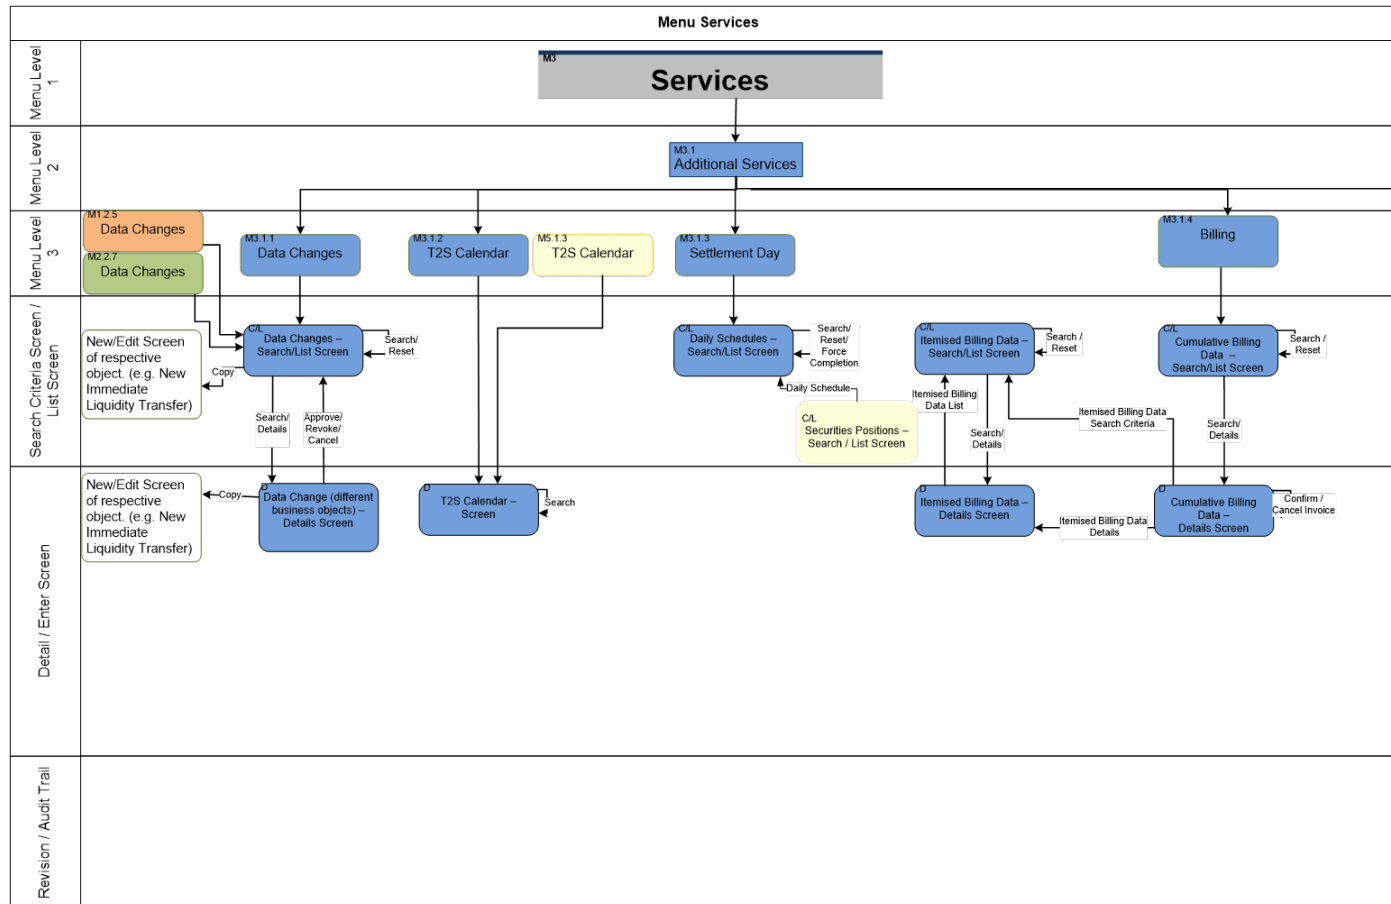 Menu Services
Menu Level
1
M3
Services
Menu Level
2
M3.1
Additional Services
Menu Level
3
M1.2.5
Data Changes
M2.2.7
Data Changes
M3.1.1
Data Changes
M3.1.2
T2S Calendar
M5.1.3
T2S Calendar
M3.1.3
Settlement Day
M3.1.4
Billing
Search Criteria Screen /
List Screen
New/Edit Screen
of respective
object. (e.g. New
Immediate
Liquidity Transfer)
Copy
C/L
Data Changes –
Search/List Screen
Search/
Reset
Search/
Details
Approve/
Revoke/
Cancel
C/L
Daily Schedules –
Search/List Screen
Search/
Reset/
Force
Completion
Daily Schedule
C/L
Securities Positions –
Search / List Screen
C/L
Itemised Billing Data –
Search/List Screen
Search /
Reset
Itemised Billing
Data List
Search/
Details
Itemised Billing Data
Search Criteria
C/L
Cumulative Billing
Data –
Search/List Screen
Search /
Reset
Search/
Details
Detail / Enter Screen
New/Edit Screen
of respective
object. (e.g. New
Immediate
Liquidity Transfer)
Copy
D
Data Change (different
business objects) –
Details Screen
D
T2S Calendar –
Screen
Search
D
Itemised Billing Data –
Details Screen
Itemised Billing Data
Details
D
Cumulative Billing
Data –
Details Screen
Confirm /
Cancel Invoice
Revision / Audit Trail